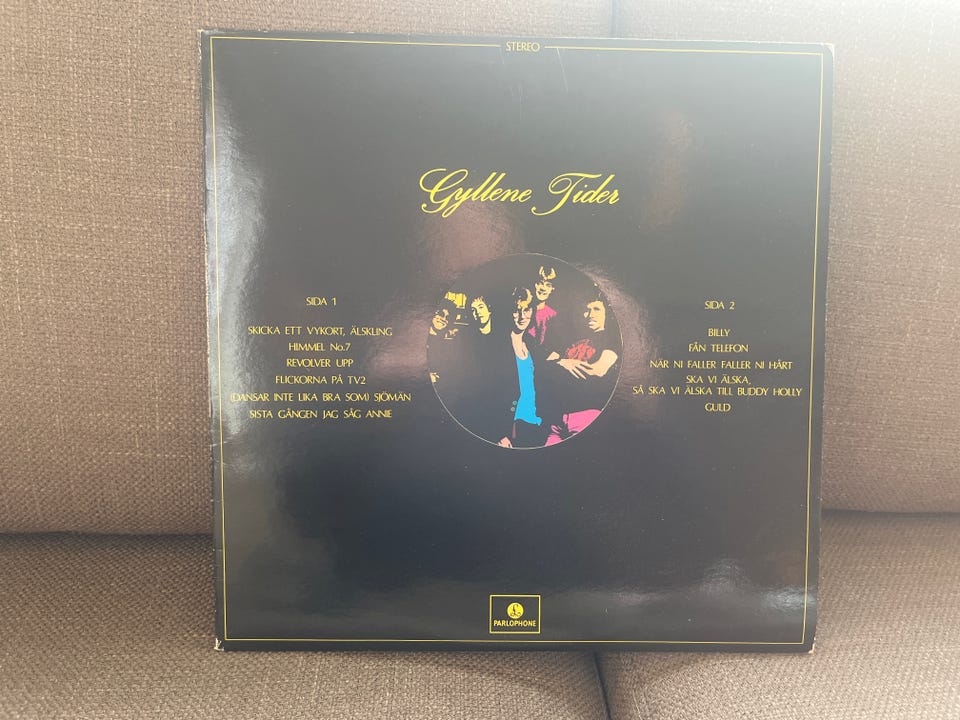 STEREO
Gyllene Tider
SIDA 1
SKICKA ETT VYKORT, ÄLSKLING
HIMMEL No.7
REVOLVER UPP
FLICKORNA PÅ TV2
(DANSAR INTE LIKA BRA SOM) SJÖMÄN
SISTA GÅNGEN JAG SÅG ANNIE
SIDA 2
BILLY
FÅN TELEFON
NÄR NI FALLER FALLER NI HÅRT
SKA VI ÄLSKA,
SÅ SKA VI ÄLSKA TILL BUDDY HOLLY
GULD
PARLOPHONE